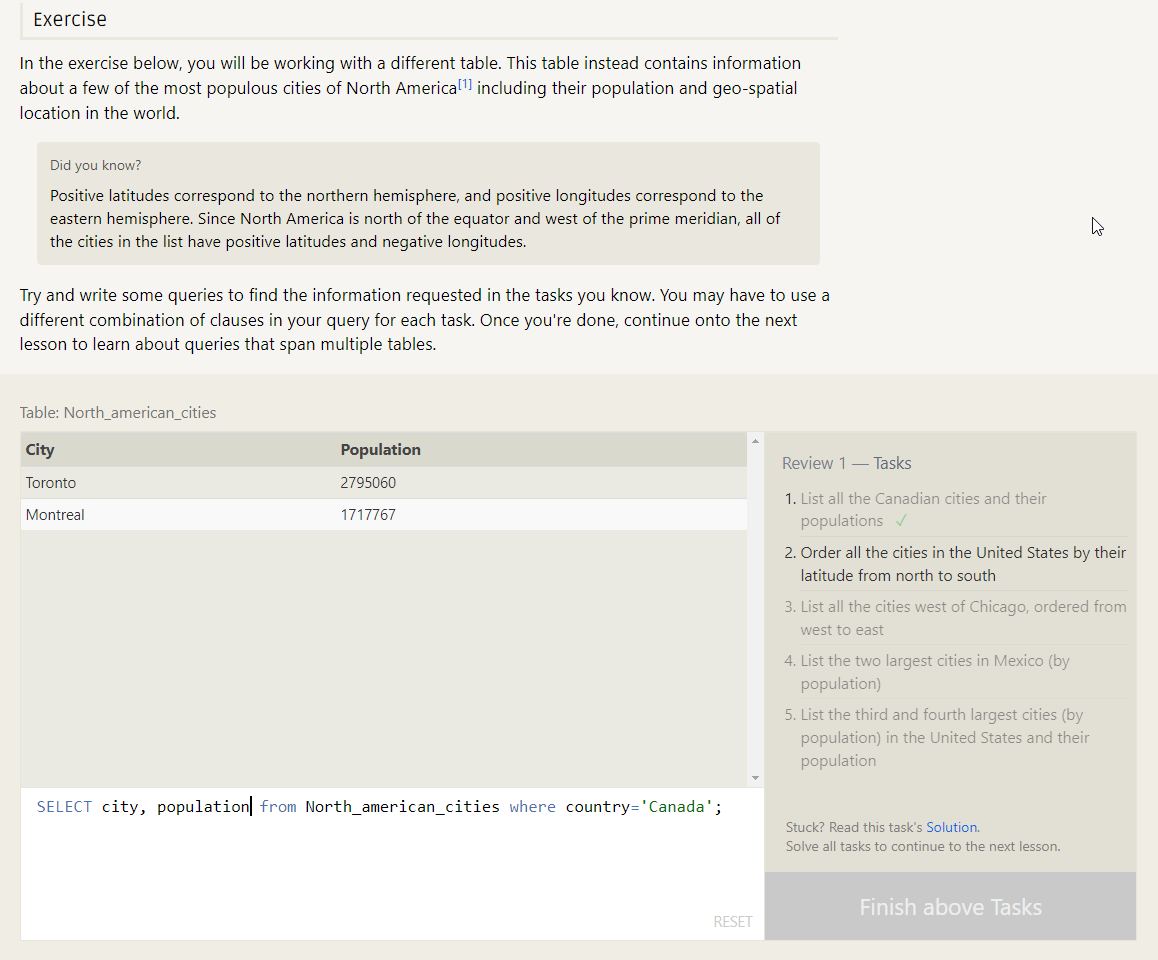 Exercise
In the exercise below, you will be working with a different table. This table instead contains information
about a few of the most populous cities of North America[1] including their population and geo-spatial
location in the world.
Did you know?
Positive latitudes correspond to the northern hemisphere, and positive longitudes correspond to the
eastern hemisphere. Since North America is north of the equator and west of the prime meridian, all of
the cities in the list have positive latitudes and negative longitudes.
Try and write some queries to find the information requested in the tasks you know. You may have to use a
different combination of clauses in your query for each task. Once you're done, continue onto the next
lesson to learn about queries that span multiple tables.
Table: North_american_cities
City Population
Toronto 2795060
Montreal 1717767
SELECT city, population from North_american_cities where country='Canada';
RESET
Review 1 — Tasks
1. List all the Canadian cities and their
populations ✓
2. Order all the cities in the United States by their
latitude from north to south
3. List all the cities west of Chicago, ordered from
west to east
4. List the two largest cities in Mexico (by
population)
5. List the third and fourth largest cities (by
population) in the United States and their
population
Stuck? Read this task's Solution.
Solve all tasks to continue to the next lesson.
Finish above Tasks